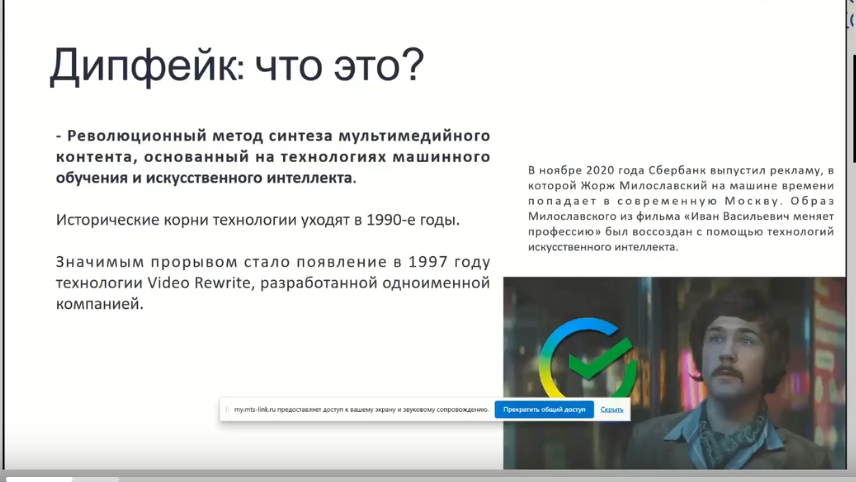 Дипфейк: что это?
- Революционный метод синтеза мультимедийного
контента, основанный на технологиях машинного
обучения и искусственного интеллекта.
Исторические корни технологии уходят в 1990-е годы.
Значимым прорывом стало появление в 1997 году
технологии Video Rewrite, разработанной одноименной
компанией.
В ноябре 2020 года Сбербанк выпустил рекламу, в
которой Жорж Милославский на машине времени
попадает в современную Москву. Образ
Милославского из фильма «Иван Васильевич меняет
профессию» был воссоздан с помощью технологий
искусственного интеллекта.
my.mts-link.ru предоставляет доступ к вашему экрану и звуковому сопровождению.
Прекратить общий доступ
Скрыть